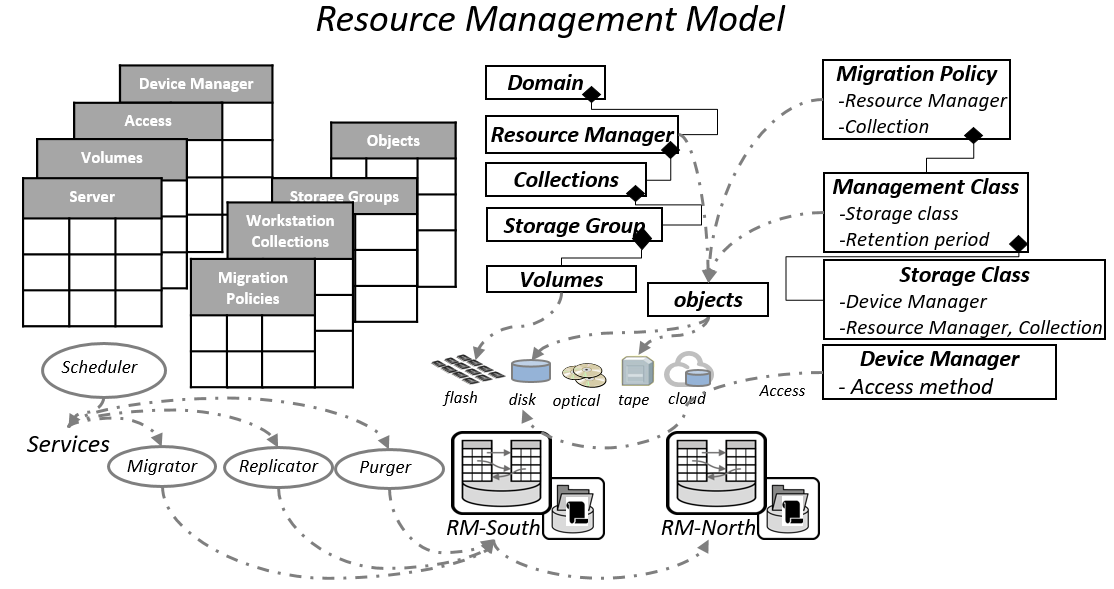 Resource Management Model
Device Manager
Access
Volumes
Server
Objects
Storage Groups
Workstation
Collections
Migration
Policies
Domain
Resource Manager
Collections
Storage Group
Volumes
objects
Migration Policy
-Resource Manager
-Collection
Management Class
-Storage class
-Retention period
Storage Class
-Device Manager
-Resource Manager, Collection
Device Manager
- Access method
Access
flash
disk
optical
tape
cloud
Scheduler
Services
Migrator
Replicator
Purger
RM-South
RM-North